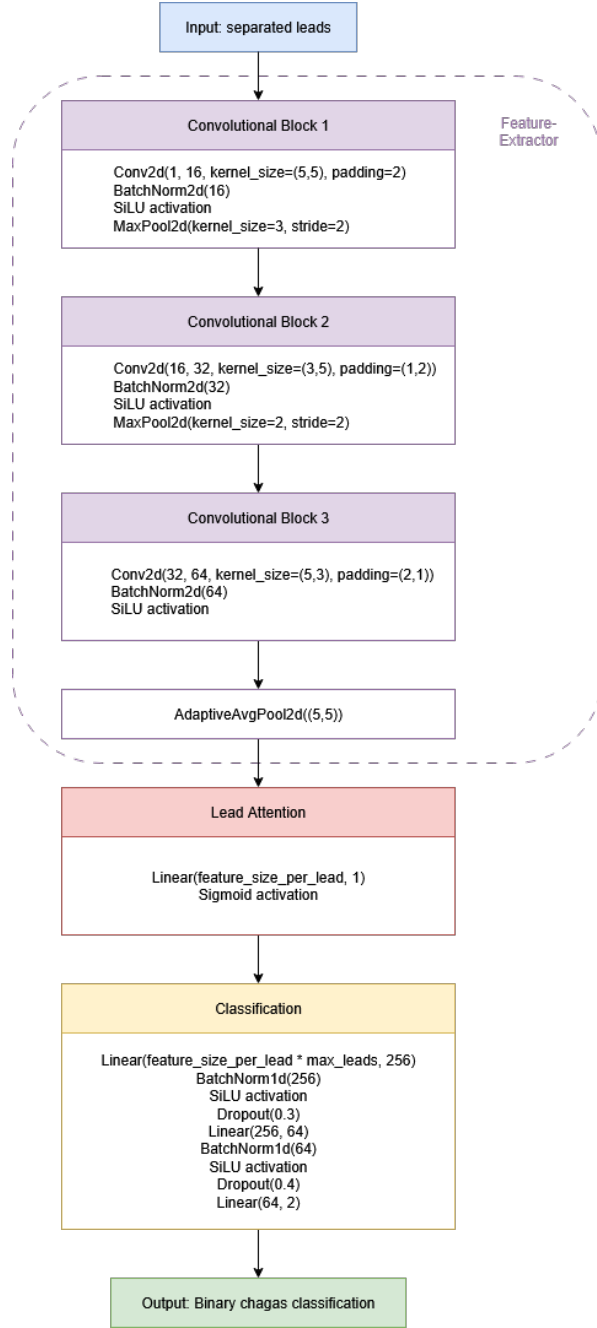 Input: separated leads
Feature-
Extractor
Convolutional Block 1
Conv2d(1, 16, kernel_size=(5,5), padding=2)
BatchNorm2d(16)
SiLU activation
MaxPool2d(kernel_size=3, stride=2)
Convolutional Block 2
Conv2d(16, 32, kernel_size=(3,5), padding=(1,2))
BatchNorm2d(32)
SiLU activation
MaxPool2d(kernel_size=2, stride=2)
Convolutional Block 3
Conv2d(32, 64, kernel_size=(5,3), padding=(2,1))
BatchNorm2d(64)
SiLU activation
AdaptiveAvgPool2d((5,5))
Lead Attention
Linear(feature_size_per_lead, 1)
Sigmoid activation
Classification
Linear(feature_size_per_lead * max_leads, 256)
BatchNorm1d(256)
SiLU activation
Dropout(0.3)
Linear(256, 64)
BatchNorm1d(64)
SiLU activation
Dropout(0.4)
Linear(64, 2)
Output: Binary chagas classification